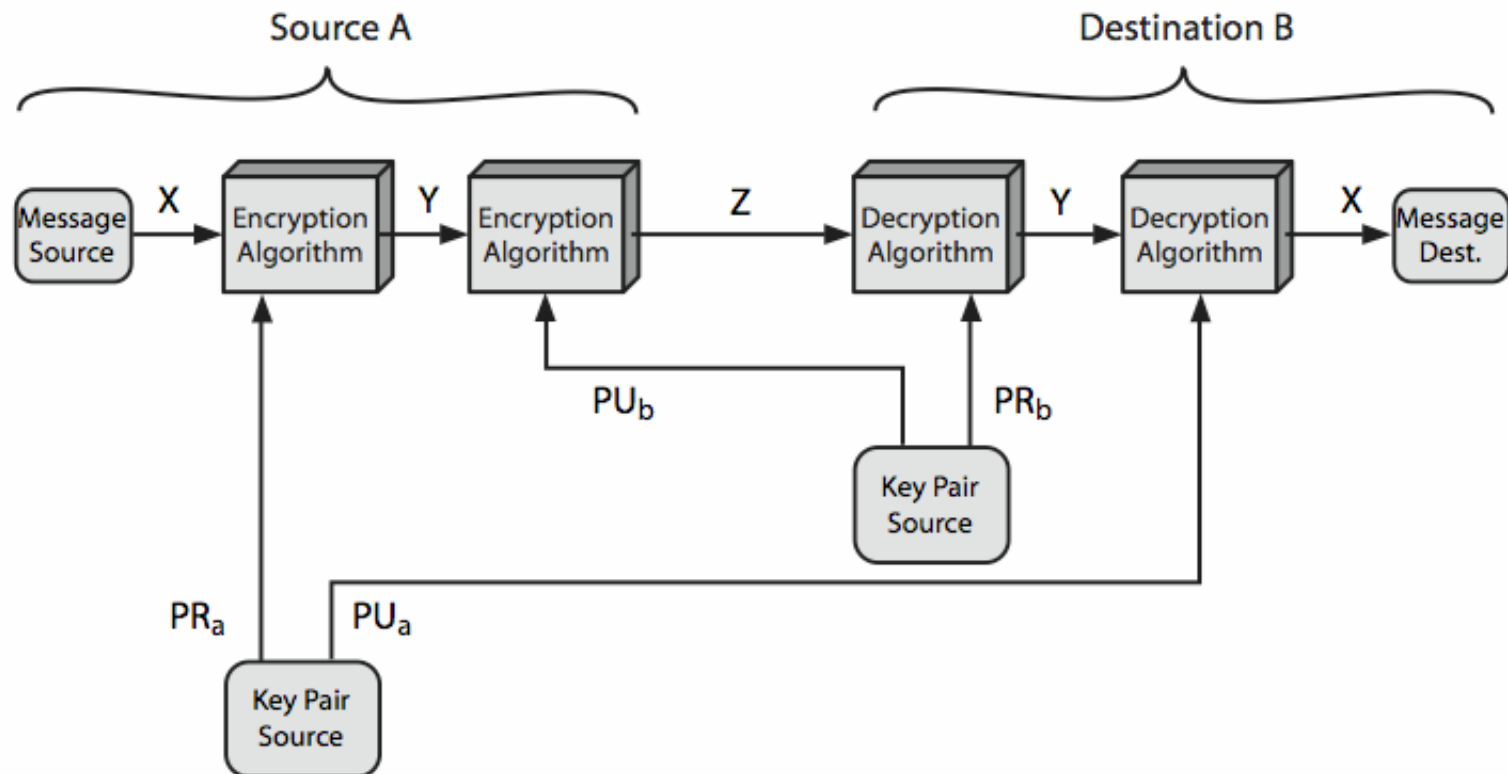 Source A
Destination B
Message
Source
X
Encryption
Algorithm
Y
Encryption
Algorithm
Z
Decryption
Algorithm
Y
Decryption
Algorithm
X
Message
Dest.
PUb
PRb
Key Pair
Source
PRa
PUa
Key Pair
Source